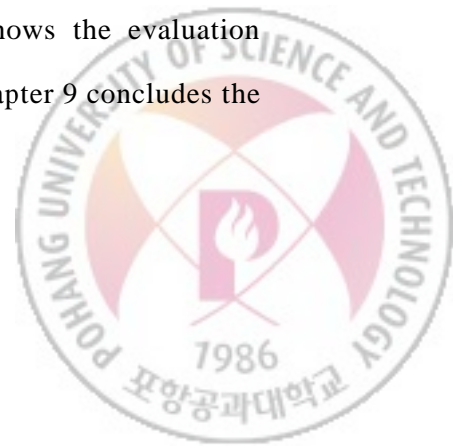 hows the evaluation
apter 9 concludes the
POHANG UNIVERSITY OF SCIENCE AND TECHNOLOGY
1986
포항공과대학교